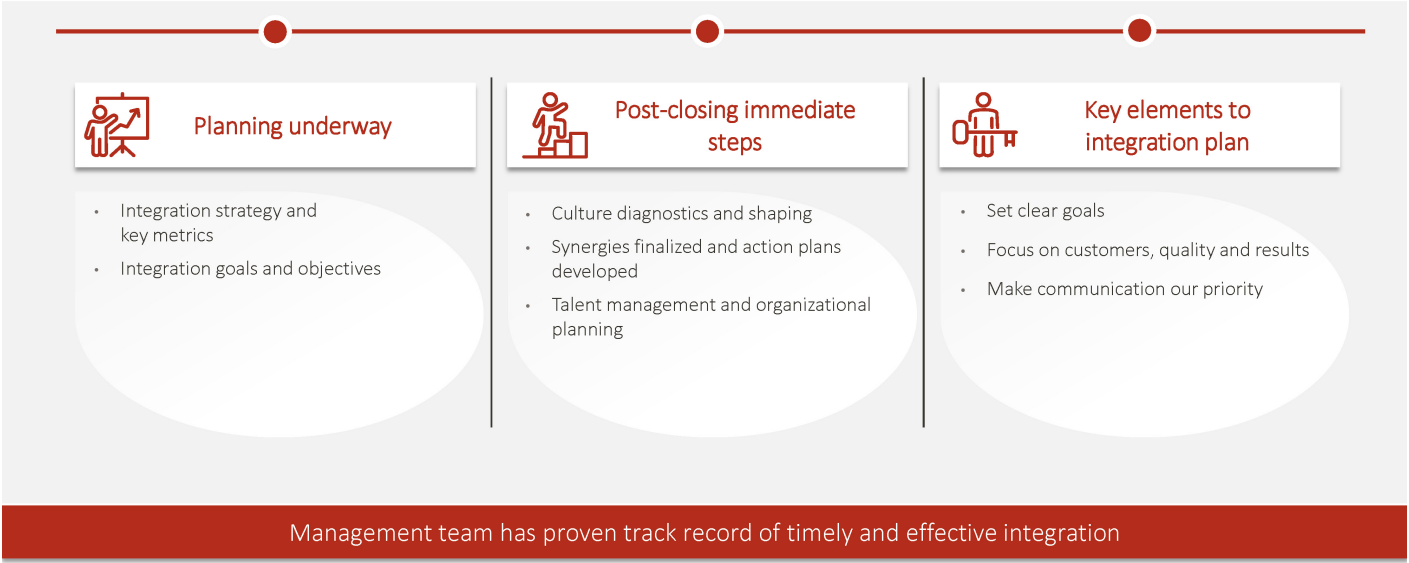 Planning underway
Integration strategy and
key metrics
Integration goals and objectives
Post-closing immediate
steps
Culture diagnostics and shaping
Synergies finalized and action plans
developed
Talent management and organizational
planning
Key elements to
integration plan
Set clear goals
Focus on customers, quality and results
Make communication our priority
Management team has proven track record of timely and effective integration